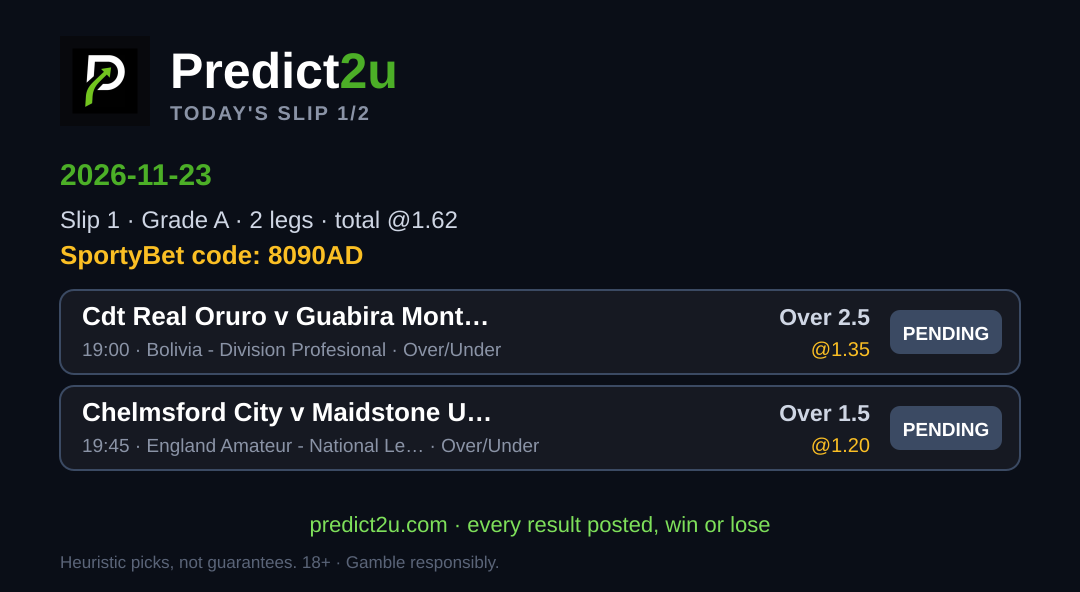 Predict2u
TODAY'S SLIP 1/2
2026-11-23
Slip 1 · Grade A · 2 legs · total @1.62
SportyBet code: 8090AD
Cdt Real Oruro v Guabira Mont…
Over 2.5
PENDING
19:00 · Bolivia - Division Profesional · Over/Under
@1.35
Chelmsford City v Maidstone U…
Over 1.5
PENDING
19:45 · England Amateur - National Le… · Over/Under
@1.20
predict2u.com · every result posted, win or lose
Heuristic picks, not guarantees. 18+ · Gamble responsibly.